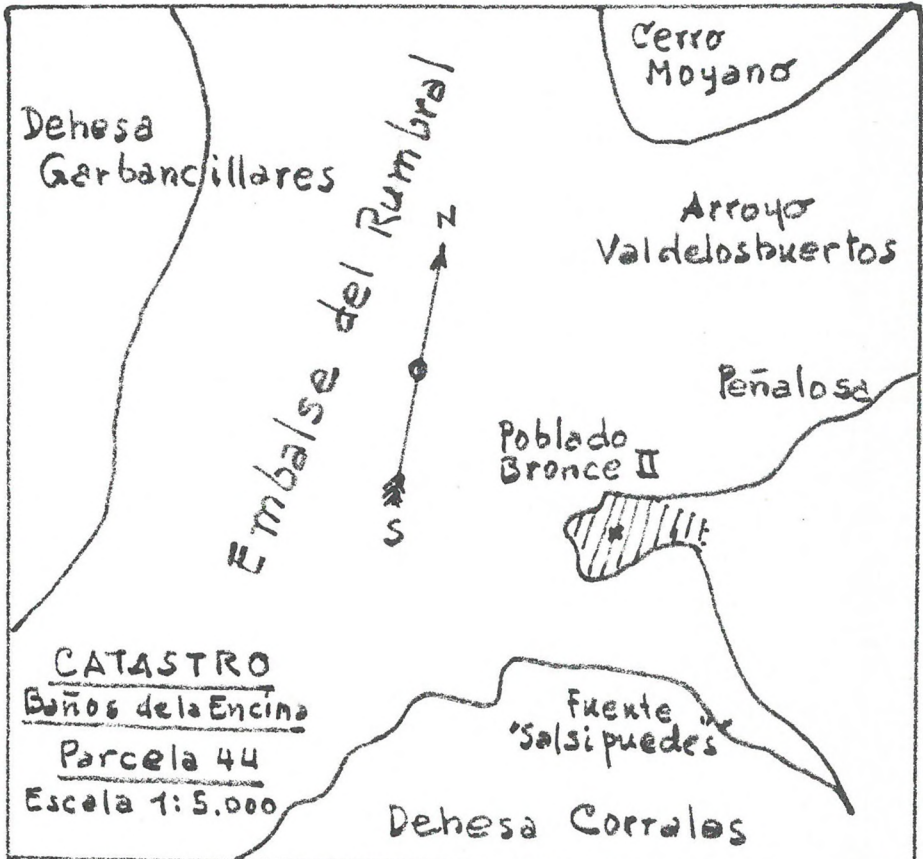 Cerro
Moyano
Dehesa
Garbancillares
Embalse del Rumbral
N
S
Arroyo
Valdeloshuertos
Peñalosa
Poblado
Bronce II
CATASTRO
Baños de la Encina
Parcela 44
Escala 1:5.000
Fuente
"Salsipuedes"
Dehesa Corrales